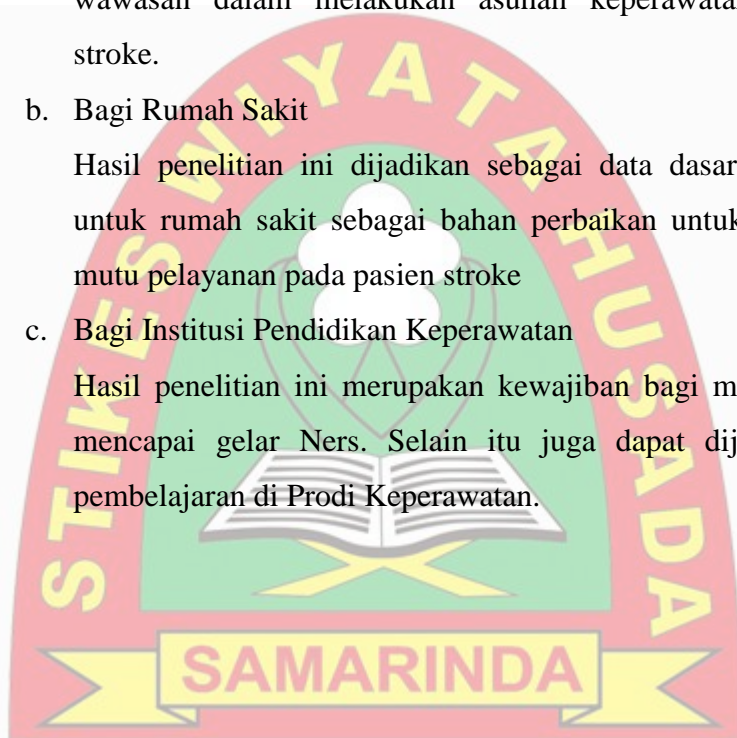 wawasan dalam melakukan asuhan keperawatan
stroke.
b. Bagi Rumah Sakit
Hasil penelitian ini dijadikan sebagai data dasar
untuk rumah sakit sebagai bahan perbaikan untuk
mutu pelayanan pada pasien stroke
c. Bagi Institusi Pendidikan Keperawatan
Hasil penelitian ini merupakan kewajiban bagi m
mencapai gelar Ners. Selain itu juga dapat dij
pembelajaran di Prodi Keperawatan.
STIKES WIYATA HUSADA
SAMARINDA